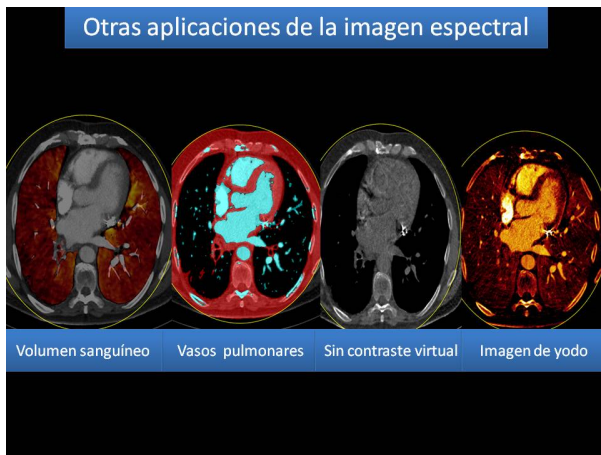 Otras aplicaciones de la imagen espectral
Volumen sanguíneo
Vasos pulmonares
Sin contraste virtual
Imagen de yodo